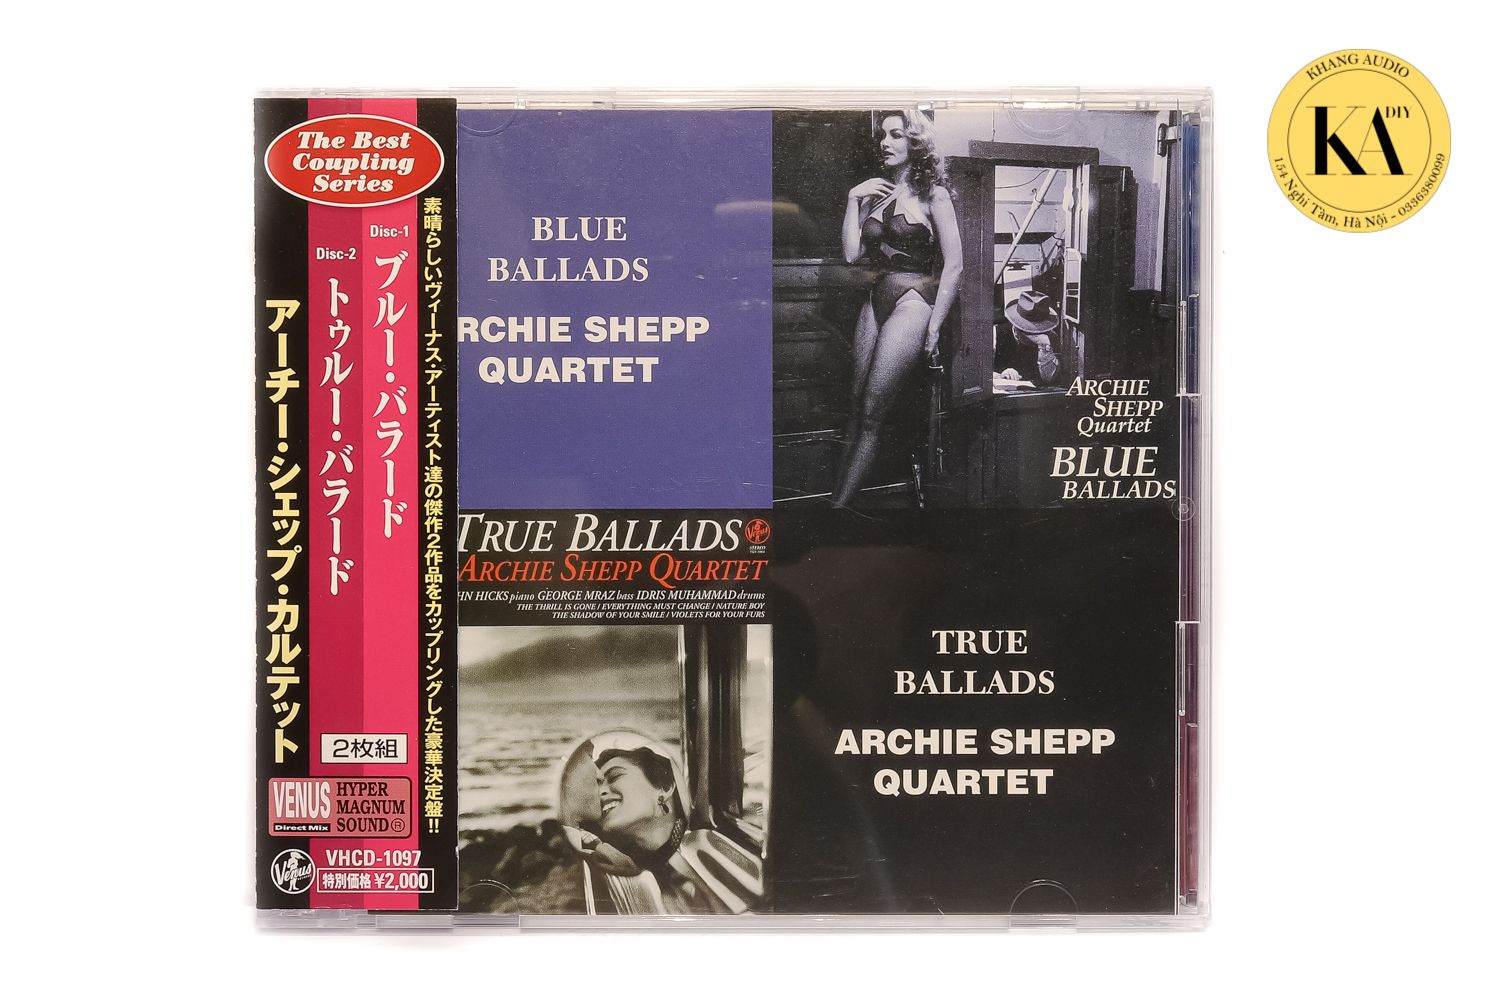 KHANG AUDIO
KA DIY
154 Nghi Tàm, Hà Nội - 0336380099
The Best
Coupling
Series
素晴らしいヴィーナス・アーティスト達の傑作2作品をカップリングした豪華決定盤!!
Disc-1
ブルー・バラード
Disc-2
トゥルー・バラード
アーチー・シェップ・カルテット
2枚組
VENUS
Direct Mix
HYPER
MAGNUM
SOUND®
Venus
VHCD-1097
特別価格 ¥2,000
BLUE
BALLADS
RCHIE SHEPP
QUARTET
ARCHIE
SHEPP
Quartet
BLUE
BALLADS
TRUE BALLADS
Venus
STEREO
ARCHIE SHEPP QUARTET
HN HICKS piano GEORGE MRAZ bass IDRIS MUHAMMAD drums
THE THRILL IS GONE / EVERYTHING MUST CHANGE / NATURE BOY
THE SHADOW OF YOUR SMILE / VIOLETS FOR YOUR FURS
TRUE
BALLADS
ARCHIE SHEPP
QUARTET